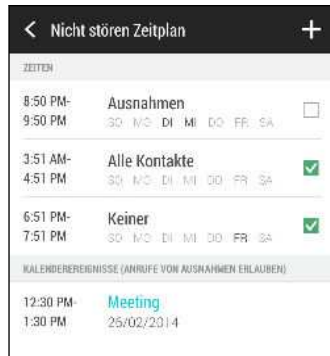 Nicht stören Zeitplan
ZEITEN
8:50 PM- Ausnahmen
9:50 PM SO MO DI MI DO FR SA
3:51 AM- Alle Kontakte
4:51 PM SO MO DI MI DO FR SA
6:51 PM- Keiner
7:51 PM SO MO DI MI DO FR SA
KALENDEREREIGNISSE (ANRUFE VON AUSNAHMEN ERLAUBEN)
12:30 PM- Meeting
1:30 PM 26/02/2014